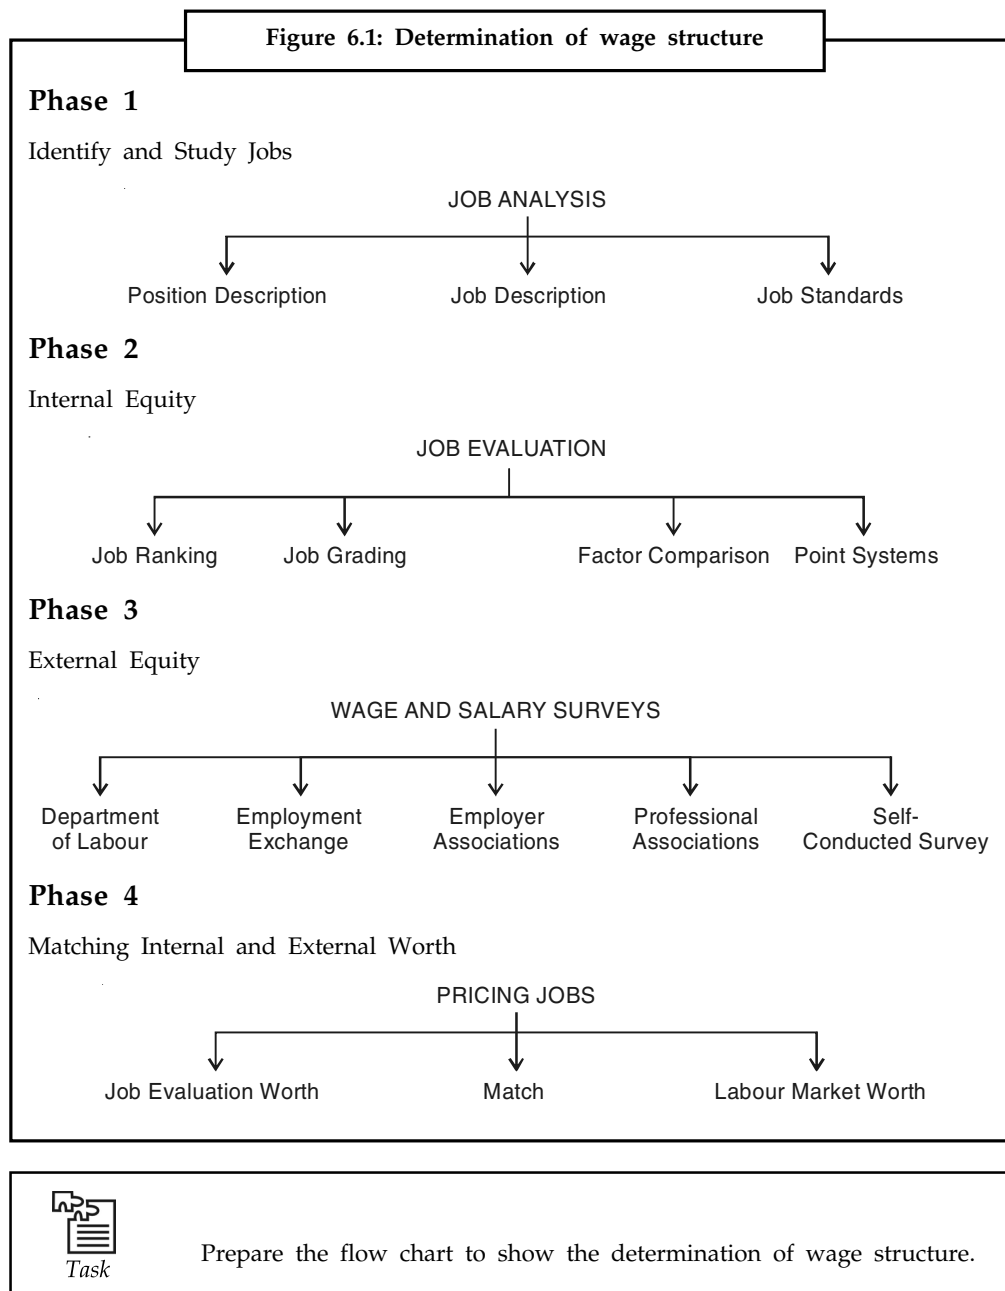 Figure 6.1: Determination of wage structure
Phase 1
Identify and Study Jobs
JOB ANALYSIS
Position Description Job Description Job Standards
Phase 2
Internal Equity
JOB EVALUATION
Job Ranking Job Grading Factor Comparison Point Systems
Phase 3
External Equity
WAGE AND SALARY SURVEYS
Department Employment Employer Professional Self-
of Labour Exchange Associations Associations Conducted Survey
Phase 4
Matching Internal and External Worth
PRICING JOBS
Job Evaluation Worth Match Labour Market Worth
Prepare the flow chart to show the determination of wage structure.
Task